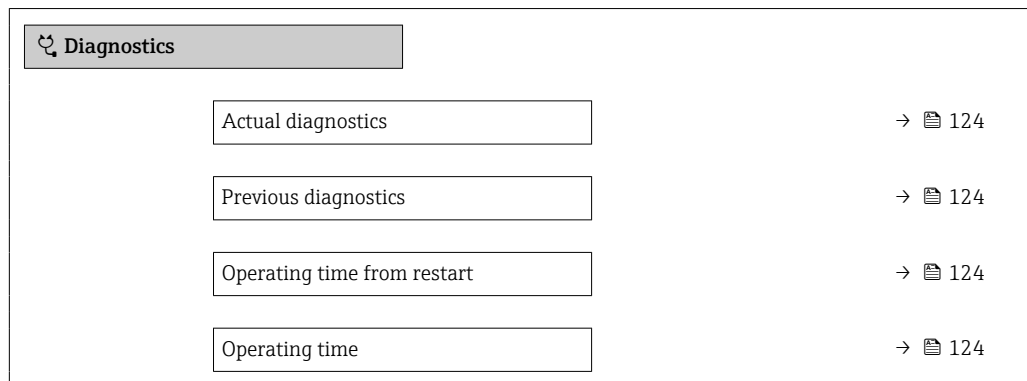 Diagnostics
Actual diagnostics → 124
Previous diagnostics → 124
Operating time from restart → 124
Operating time → 124